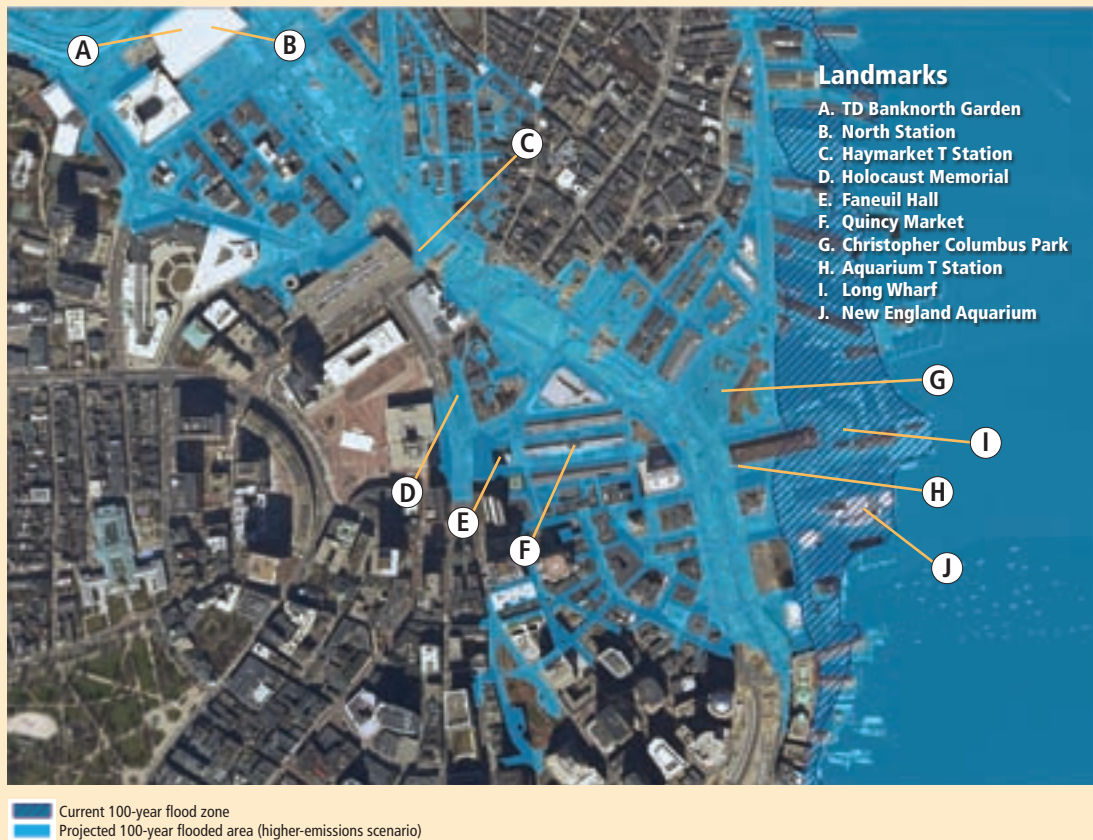 A
B
C
Landmarks
A. TD Banknorth Garden
B. North Station
C. Haymarket T Station
D. Holocaust Memorial
E. Faneuil Hall
F. Quincy Market
G. Christopher Columbus Park
H. Aquarium T Station
I. Long Wharf
J. New England Aquarium
G
I
D
H
E
F
J
Current 100-year flood zone
Projected 100-year flooded area (higher-emissions scenario)